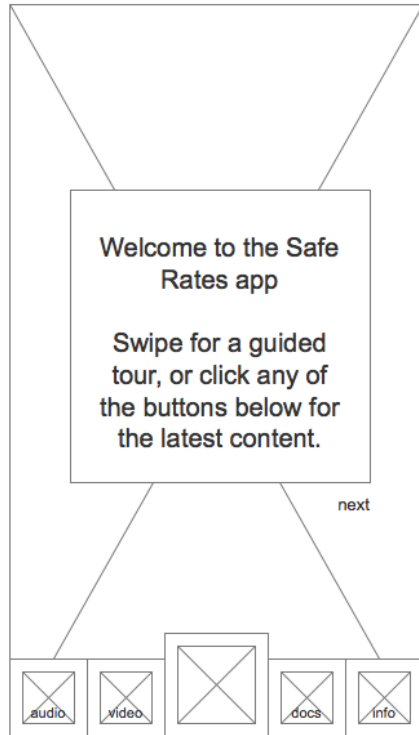 Welcome to the Safe
Rates app
Swipe for a guided
tour, or click any of
the buttons below for
the latest content.
next
audio
video
docs
info